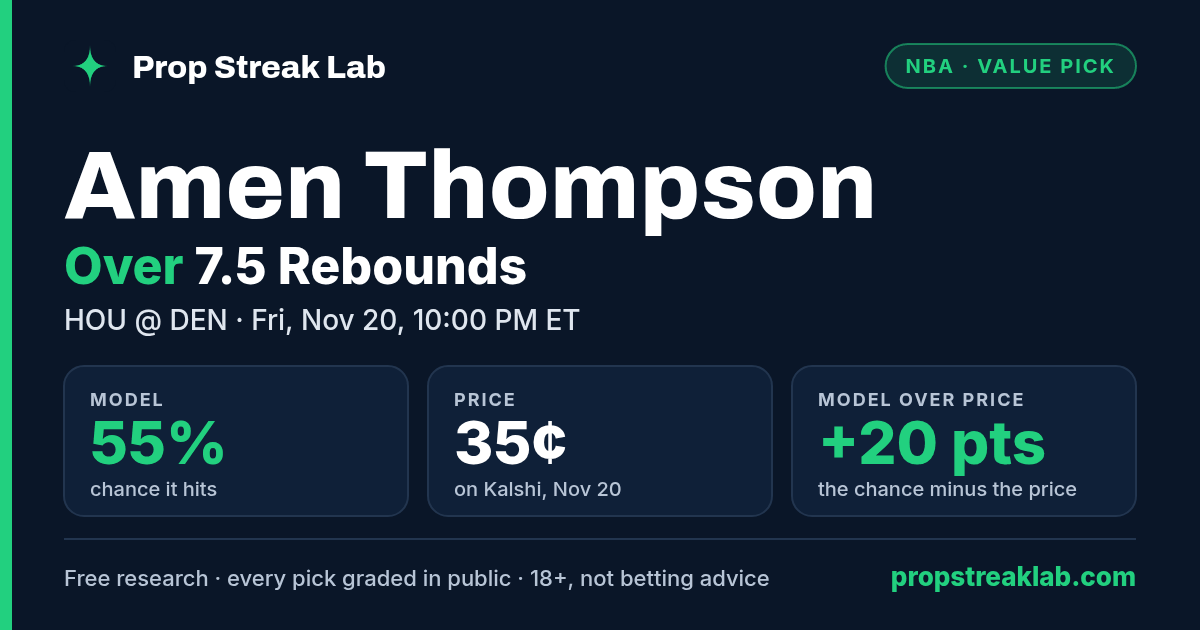 Prop Streak Lab
NBA · VALUE PICK
Amen Thompson
Over 7.5 Rebounds
HOU @ DEN · Fri, Nov 20, 10:00 PM ET
MODEL
55%
chance it hits
PRICE
35¢
on Kalshi, Nov 20
MODEL OVER PRICE
+20 pts
the chance minus the price
Free research · every pick graded in public · 18+, not betting advice
propstreaklab.com